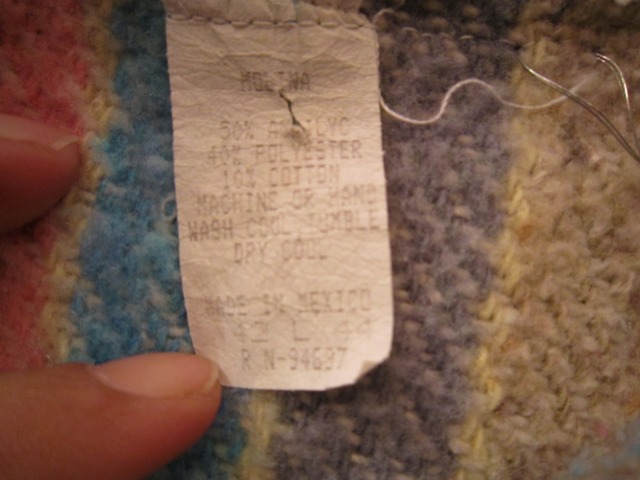 MOLINA
50% ACRILYC
40% POLYESTER
10% COTTON
MACHINE OR HAND
WASH COOL TUMBLE
DRY COOL
MADE IN MEXICO
42 L 44
R N-94697